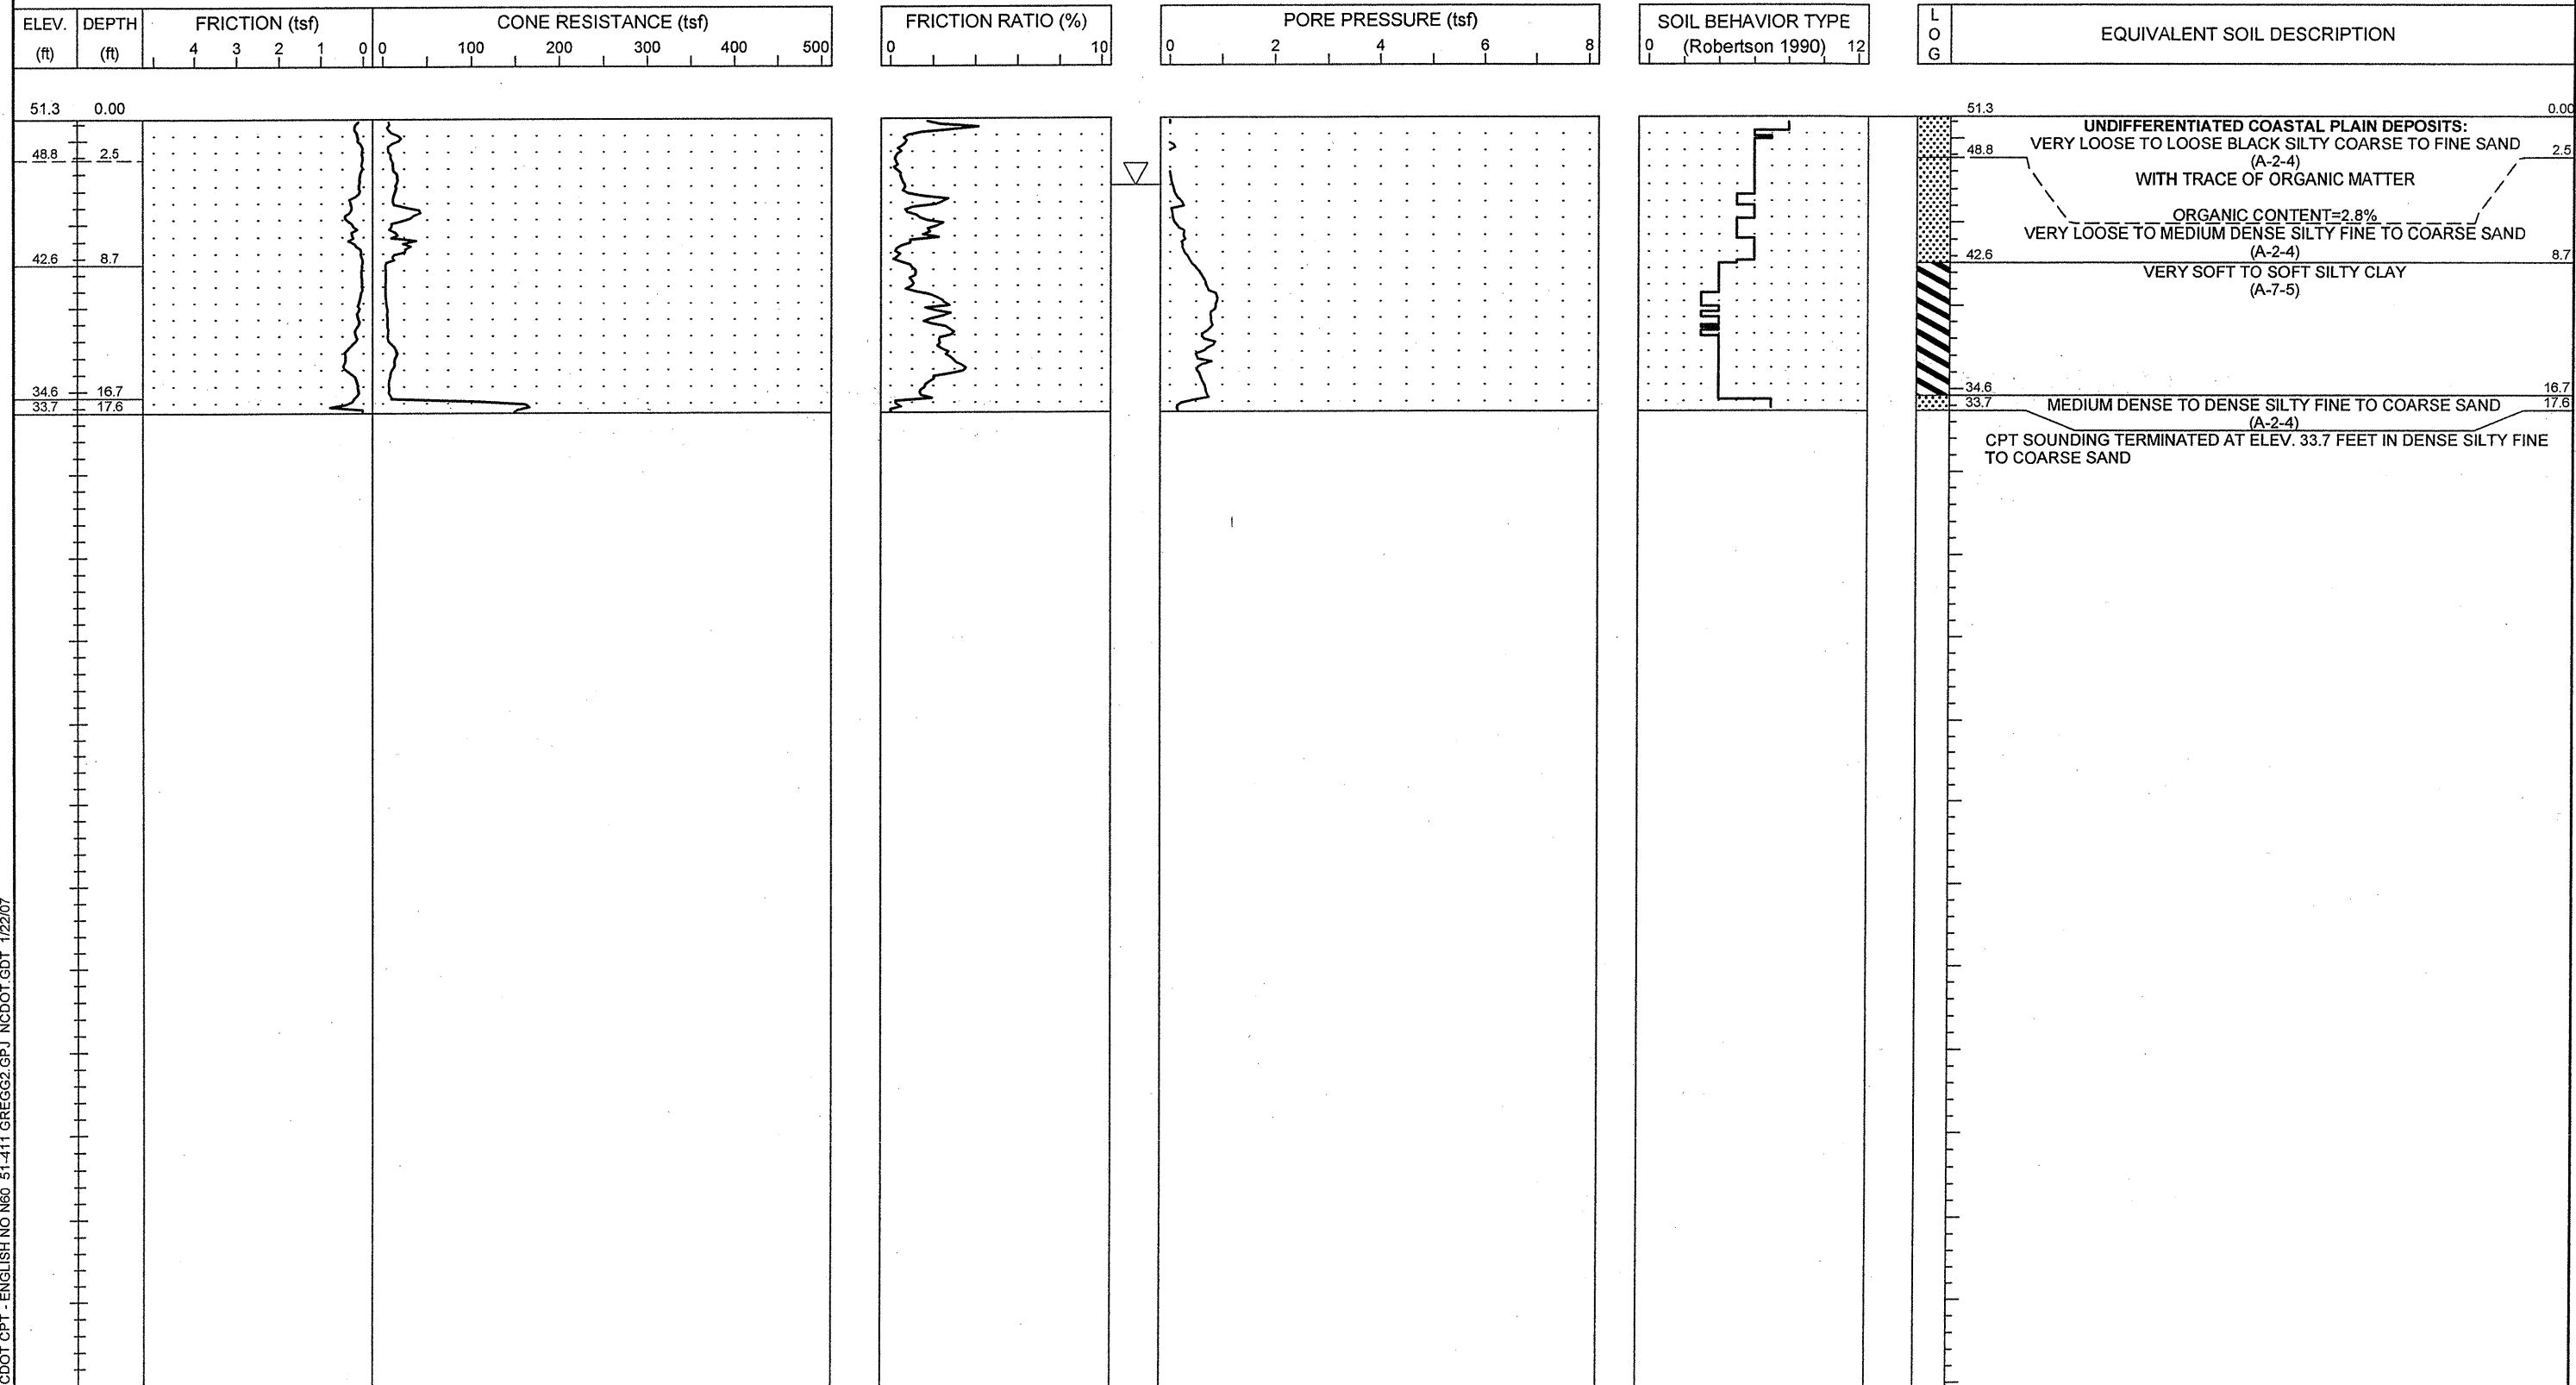 ELEV. DEPTH FRICTION (tsf) CONE RESISTANCE (tsf) FRICTION RATIO (%) PORE PRESSURE (tsf) SOIL BEHAVIOR TYPE L O G EQUIVALENT SOIL DESCRIPTION
(ft) (ft) 4 3 2 1 0 0 100 200 300 400 500 0 10 0 2 4 6 8 0 (Robertson 1990) 12
51.3 0.00 51.3 0.00
UNDIFFERENTIATED COASTAL PLAIN DEPOSITS:
VERY LOOSE TO LOOSE BLACK SILTY COARSE TO FINE SAND
48.8 2.5 48.8 2.5
(A-2-4)
WITH TRACE OF ORGANIC MATTER
ORGANIC CONTENT=2.8%
VERY LOOSE TO MEDIUM DENSE SILTY FINE TO COARSE SAND
(A-2-4)
42.6 8.7 42.6 8.7
VERY SOFT TO SOFT SILTY CLAY
(A-7-5)
34.6 16.7 34.6 16.7
33.7 17.6 33.7 MEDIUM DENSE TO DENSE SILTY FINE TO COARSE SAND 17.6
(A-2-4)
CPT SOUNDING TERMINATED AT ELEV. 33.7 FEET IN DENSE SILTY FINE
TO COARSE SAND
CDOT CPT - ENGLISH NO N60 51-411 GREGG2.GPJ NCDOT.GDT 1/22/07